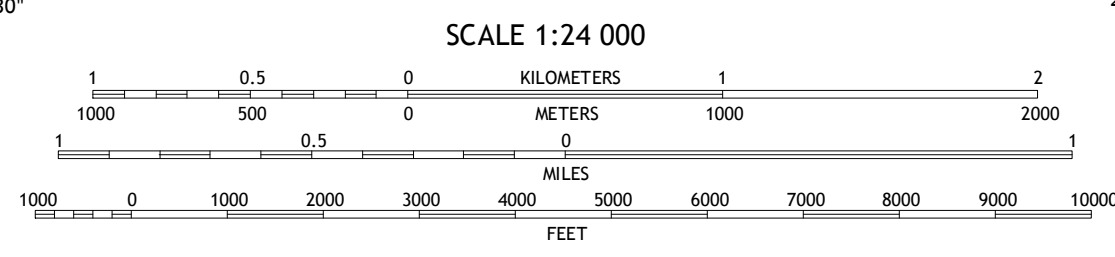 30"
SCALE 1:24 000
1 0.5 0 KILOMETERS 1 2
1000 500 0 METERS 1000 2000
1 0.5 0 1
MILES
1000 0 1000 2000 3000 4000 5000 6000 7000 8000 9000 10000
FEET